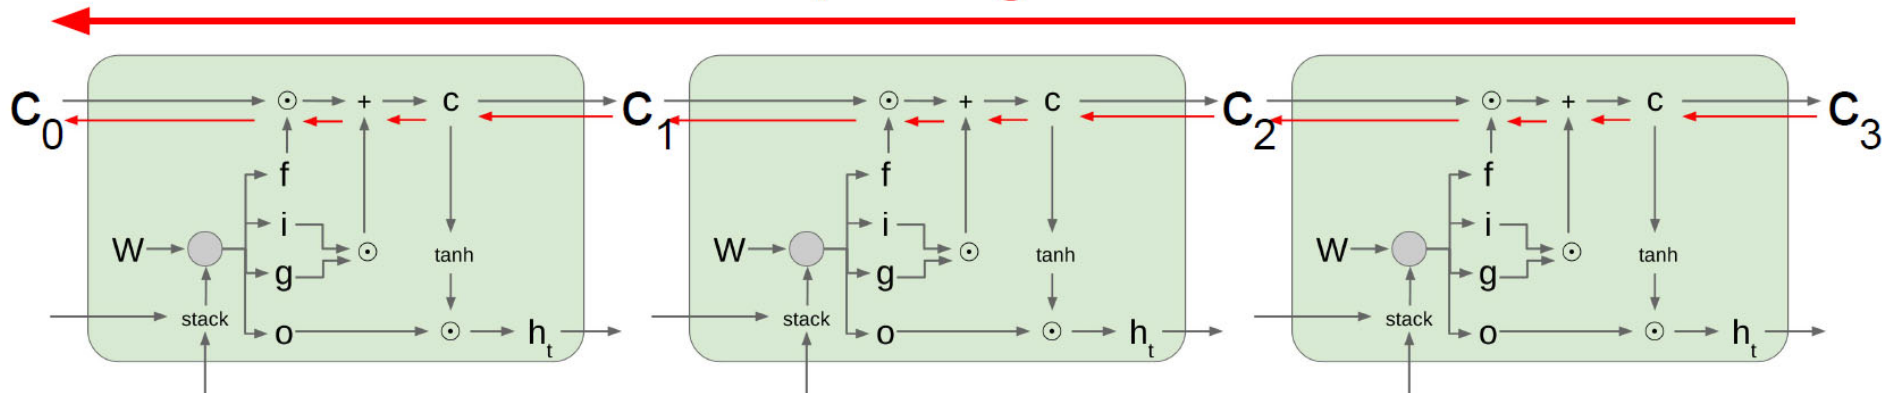 C0 ⊙ + c C1 ⊙ + c C2 ⊙ + c C3
f f f
i i i
W ⊙ tanh W ⊙ tanh W ⊙ tanh
g g g
stack stack stack
o ⊙ ht o ⊙ ht o ⊙ ht